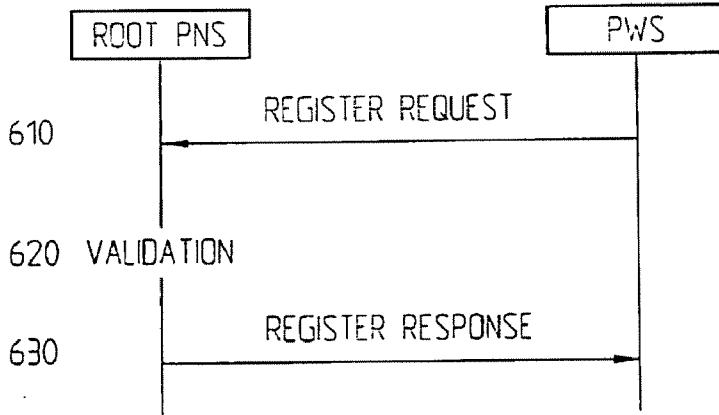 ROOT PNS
PWS
REGISTER REQUEST
610
620 VALIDATION
REGISTER RESPONSE
630